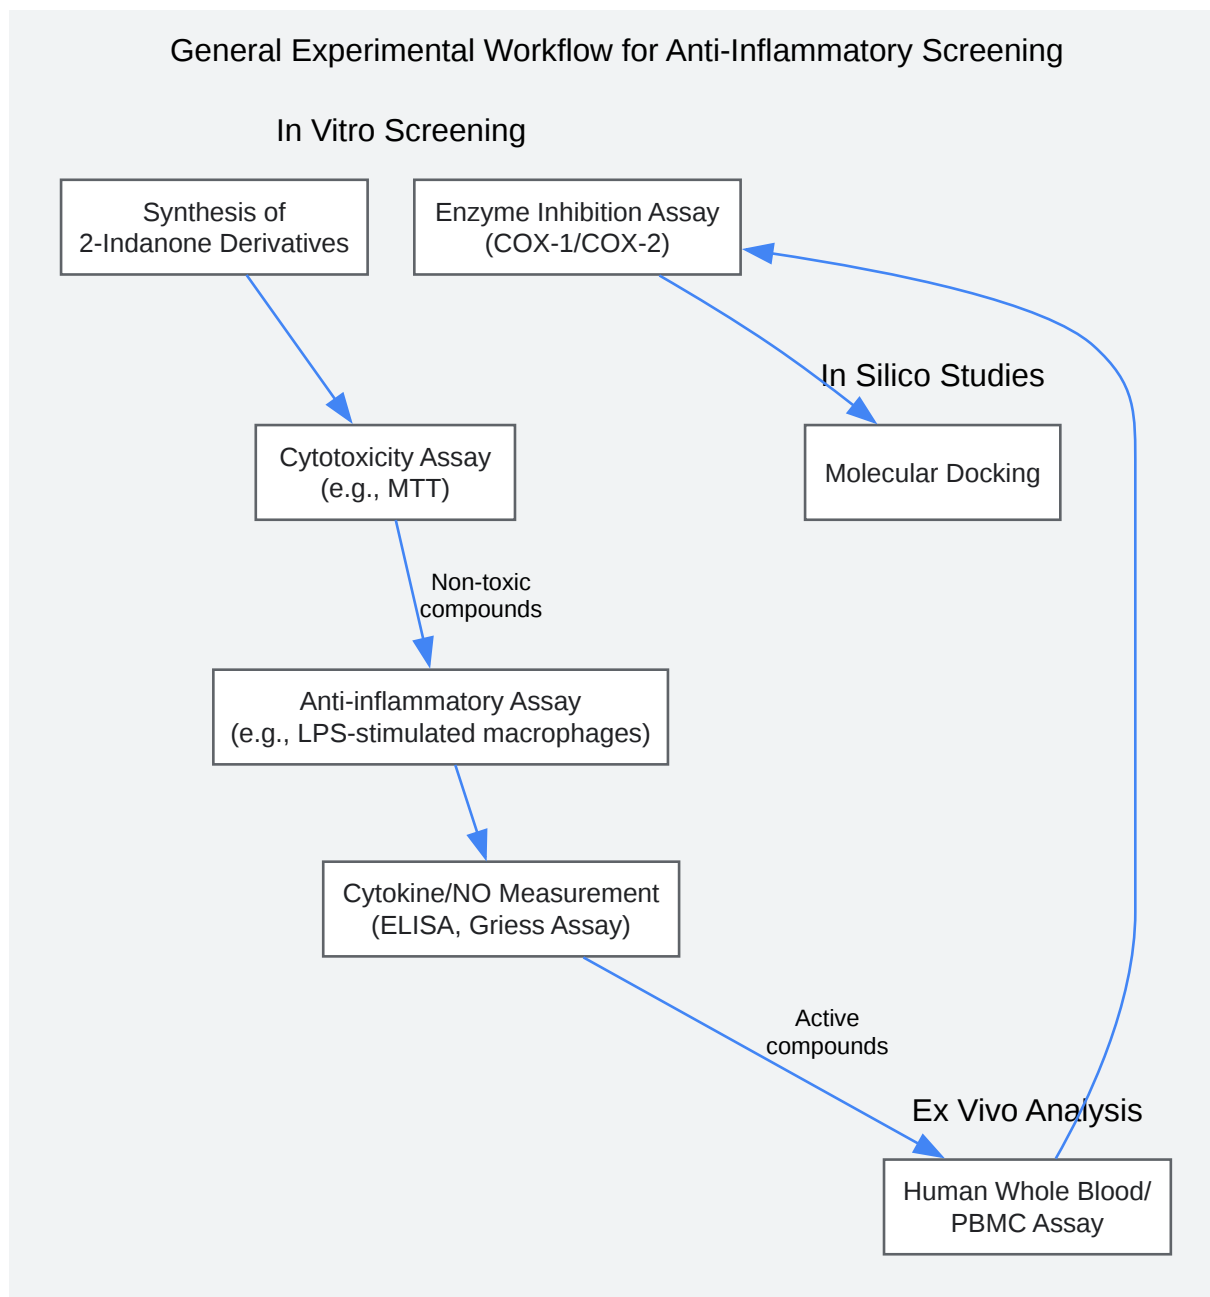 General Experimental Workflow for Anti-Inflammatory Screening
In Vitro Screening
Synthesis of
2-Indanone Derivatives
Enzyme Inhibition Assay
(COX-1/COX-2)
In Silico Studies
Cytotoxicity Assay
(e.g., MTT)
Molecular Docking
Non-toxic
compounds
Anti-inflammatory Assay
(e.g., LPS-stimulated macrophages)
Cytokine/NO Measurement
(ELISA, Griess Assay)
Active
compounds
Ex Vivo Analysis
Human Whole Blood/
PBMC Assay